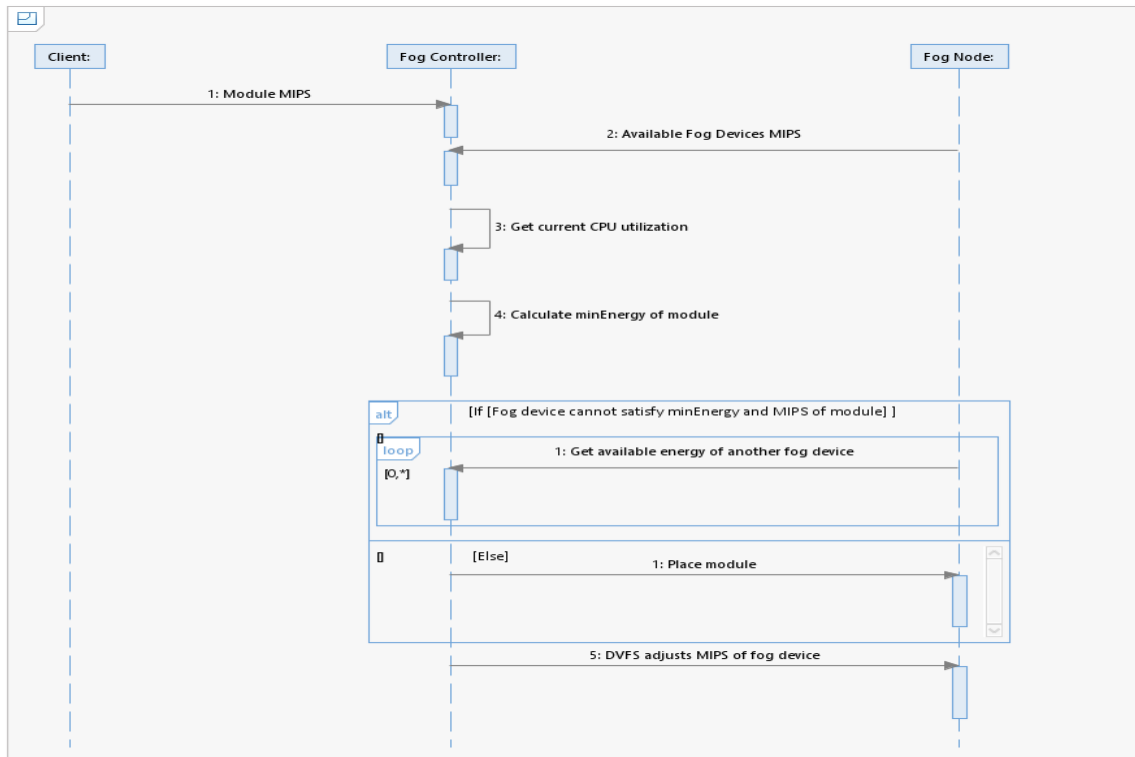 Client:
Fog Controller:
Fog Node:
1: Module MIPS
2: Available Fog Devices MIPS
3: Get current CPU utilization
4: Calculate minEnergy of module
alt
[If [Fog device cannot satisfy minEnergy and MIPS of module] ]
[]
loop
1: Get available energy of another fog device
[0,*]
[]
[Else]
1: Place module
5: DVFS adjusts MIPS of fog device